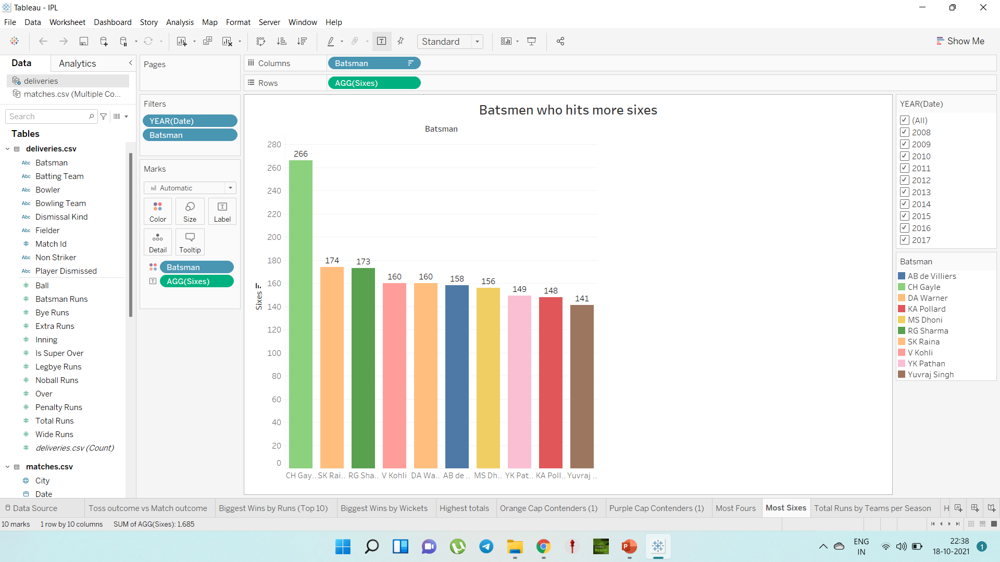 Tableau - IPL
File Data Worksheet Dashboard Story Analysis Map Format Server Window Help
Standard
Show Me
Data Analytics
deliveries
matches.csv (Multiple Co...
Search
Tables
deliveries.csv
Abc Batsman
Abc Batting Team
Abc Bowler
Abc Bowling Team
Abc Dismissal Kind
Abc Fielder
# Match Id
Abc Non Striker
Abc Player Dismissed
# Ball
# Batsman Runs
# Bye Runs
# Extra Runs
# Inning
# Is Super Over
# Legbye Runs
# Noball Runs
# Over
# Penalty Runs
# Total Runs
# Wide Runs
# deliveries.csv (Count)
matches.csv
City
Date
Pages
Filters
YEAR(Date)
Batsman
Marks
Automatic
Color Size Label
Detail Tooltip
Batsman
AGG(Sixes)
Columns Batsman
Rows AGG(Sixes)
Batsmen who hits more sixes
Batsman
Sixes
280
260
240
220
200
180
160
140
120
100
80
60
40
20
0
266 174 173 160 160 158 156 149 148 141
CH Gay.. SK Rai.. RG Sha.. V Kohli DA Wa.. AB de .. MS Dh.. YK Pat.. KA Poll.. Yuvraj ..
YEAR(Date)
(All)
2008
2009
2010
2011
2012
2013
2014
2015
2016
2017
Batsman
AB de Villiers
CH Gayle
DA Warner
KA Pollard
MS Dhoni
RG Sharma
SK Raina
V Kohli
YK Pathan
Yuvraj Singh
Data Source Toss outcome vs Match outcome Biggest Wins by Runs (Top 10) Biggest Wins by Wickets Highest totals Orange Cap Contenders (1) Purple Cap Contenders (1) Most Fours Most Sixes Total Runs by Teams per Season H
10 marks 1 row by 10 columns SUM of AGG(Sixes): 1,685
ENG
IN
22:38
18-10-2021
1